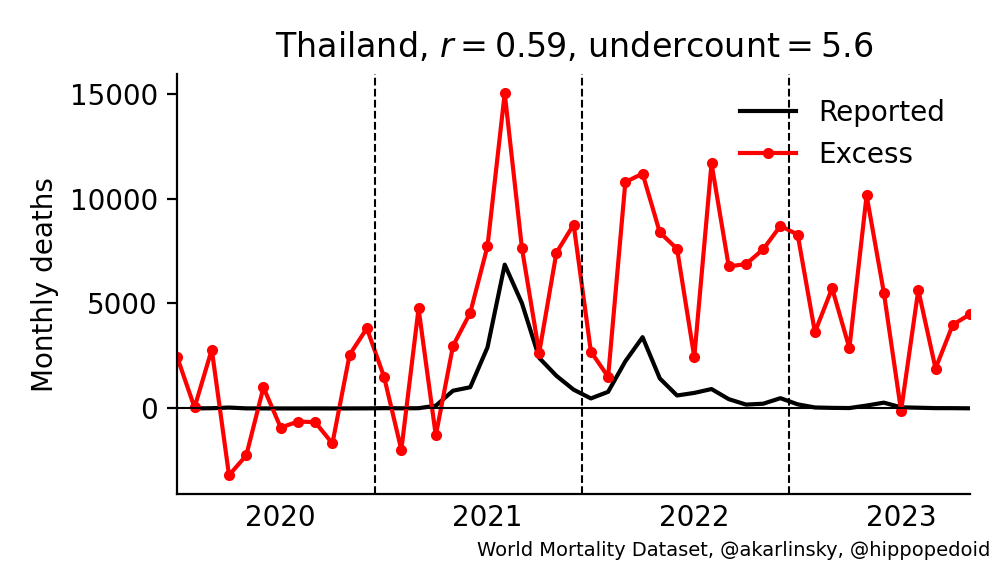 Thailand, r = 0.59, undercount = 5.6
15000
10000
5000
0
Monthly deaths
Reported
Excess
2020 2021 2022 2023
World Mortality Dataset, @akarlinsky, @hippopedoid